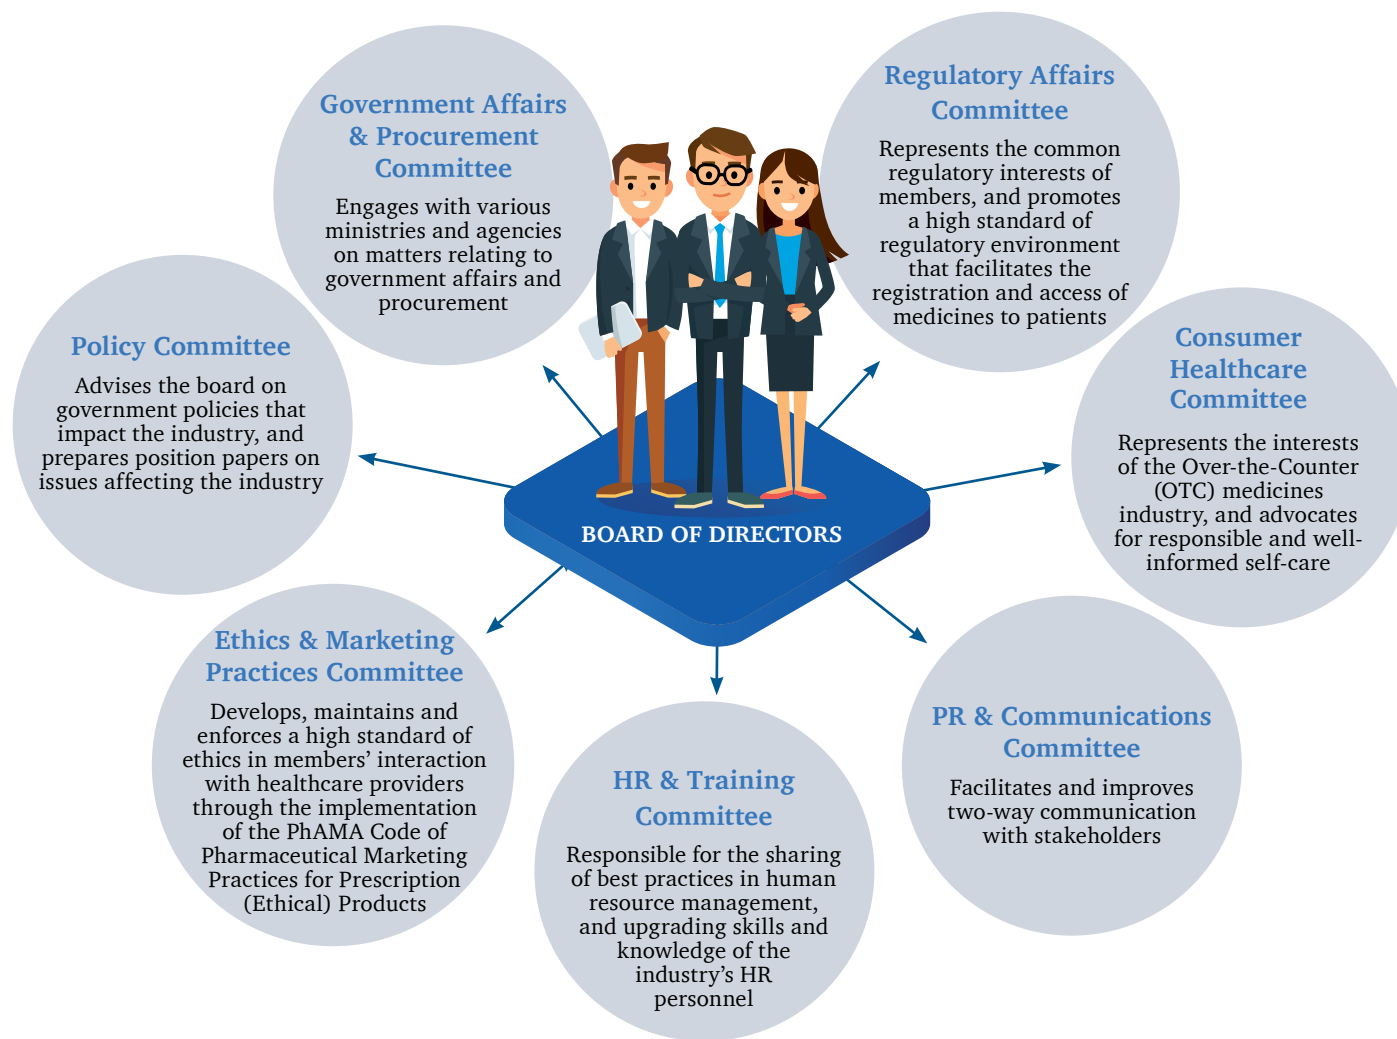 Government Affairs
& Procurement
Committee
Engages with various
ministries and agencies
on matters relating to
government affairs and
procurement
Regulatory Affairs
Committee
Represents the common
regulatory interests of
members, and promotes
a high standard of
regulatory environment
that facilitates the
registration and access of
medicines to patients
Policy Committee
Advises the board on
government policies that
impact the industry, and
prepares position papers on
issues affecting the industry
Consumer
Healthcare
Committee
Represents the interests
of the Over-the-Counter
(OTC) medicines
industry, and advocates
for responsible and well-
informed self-care
BOARD OF DIRECTORS
Ethics & Marketing
Practices Committee
Develops, maintains and
enforces a high standard of
ethics in members’ interaction
with healthcare providers
through the implementation
of the PhAMA Code of
Pharmaceutical Marketing
Practices for Prescription
(Ethical) Products
HR & Training
Committee
Responsible for the sharing
of best practices in human
resource management,
and upgrading skills and
knowledge of the
industry’s HR
personnel
PR & Communications
Committee
Facilitates and improves
two-way communication
with stakeholders